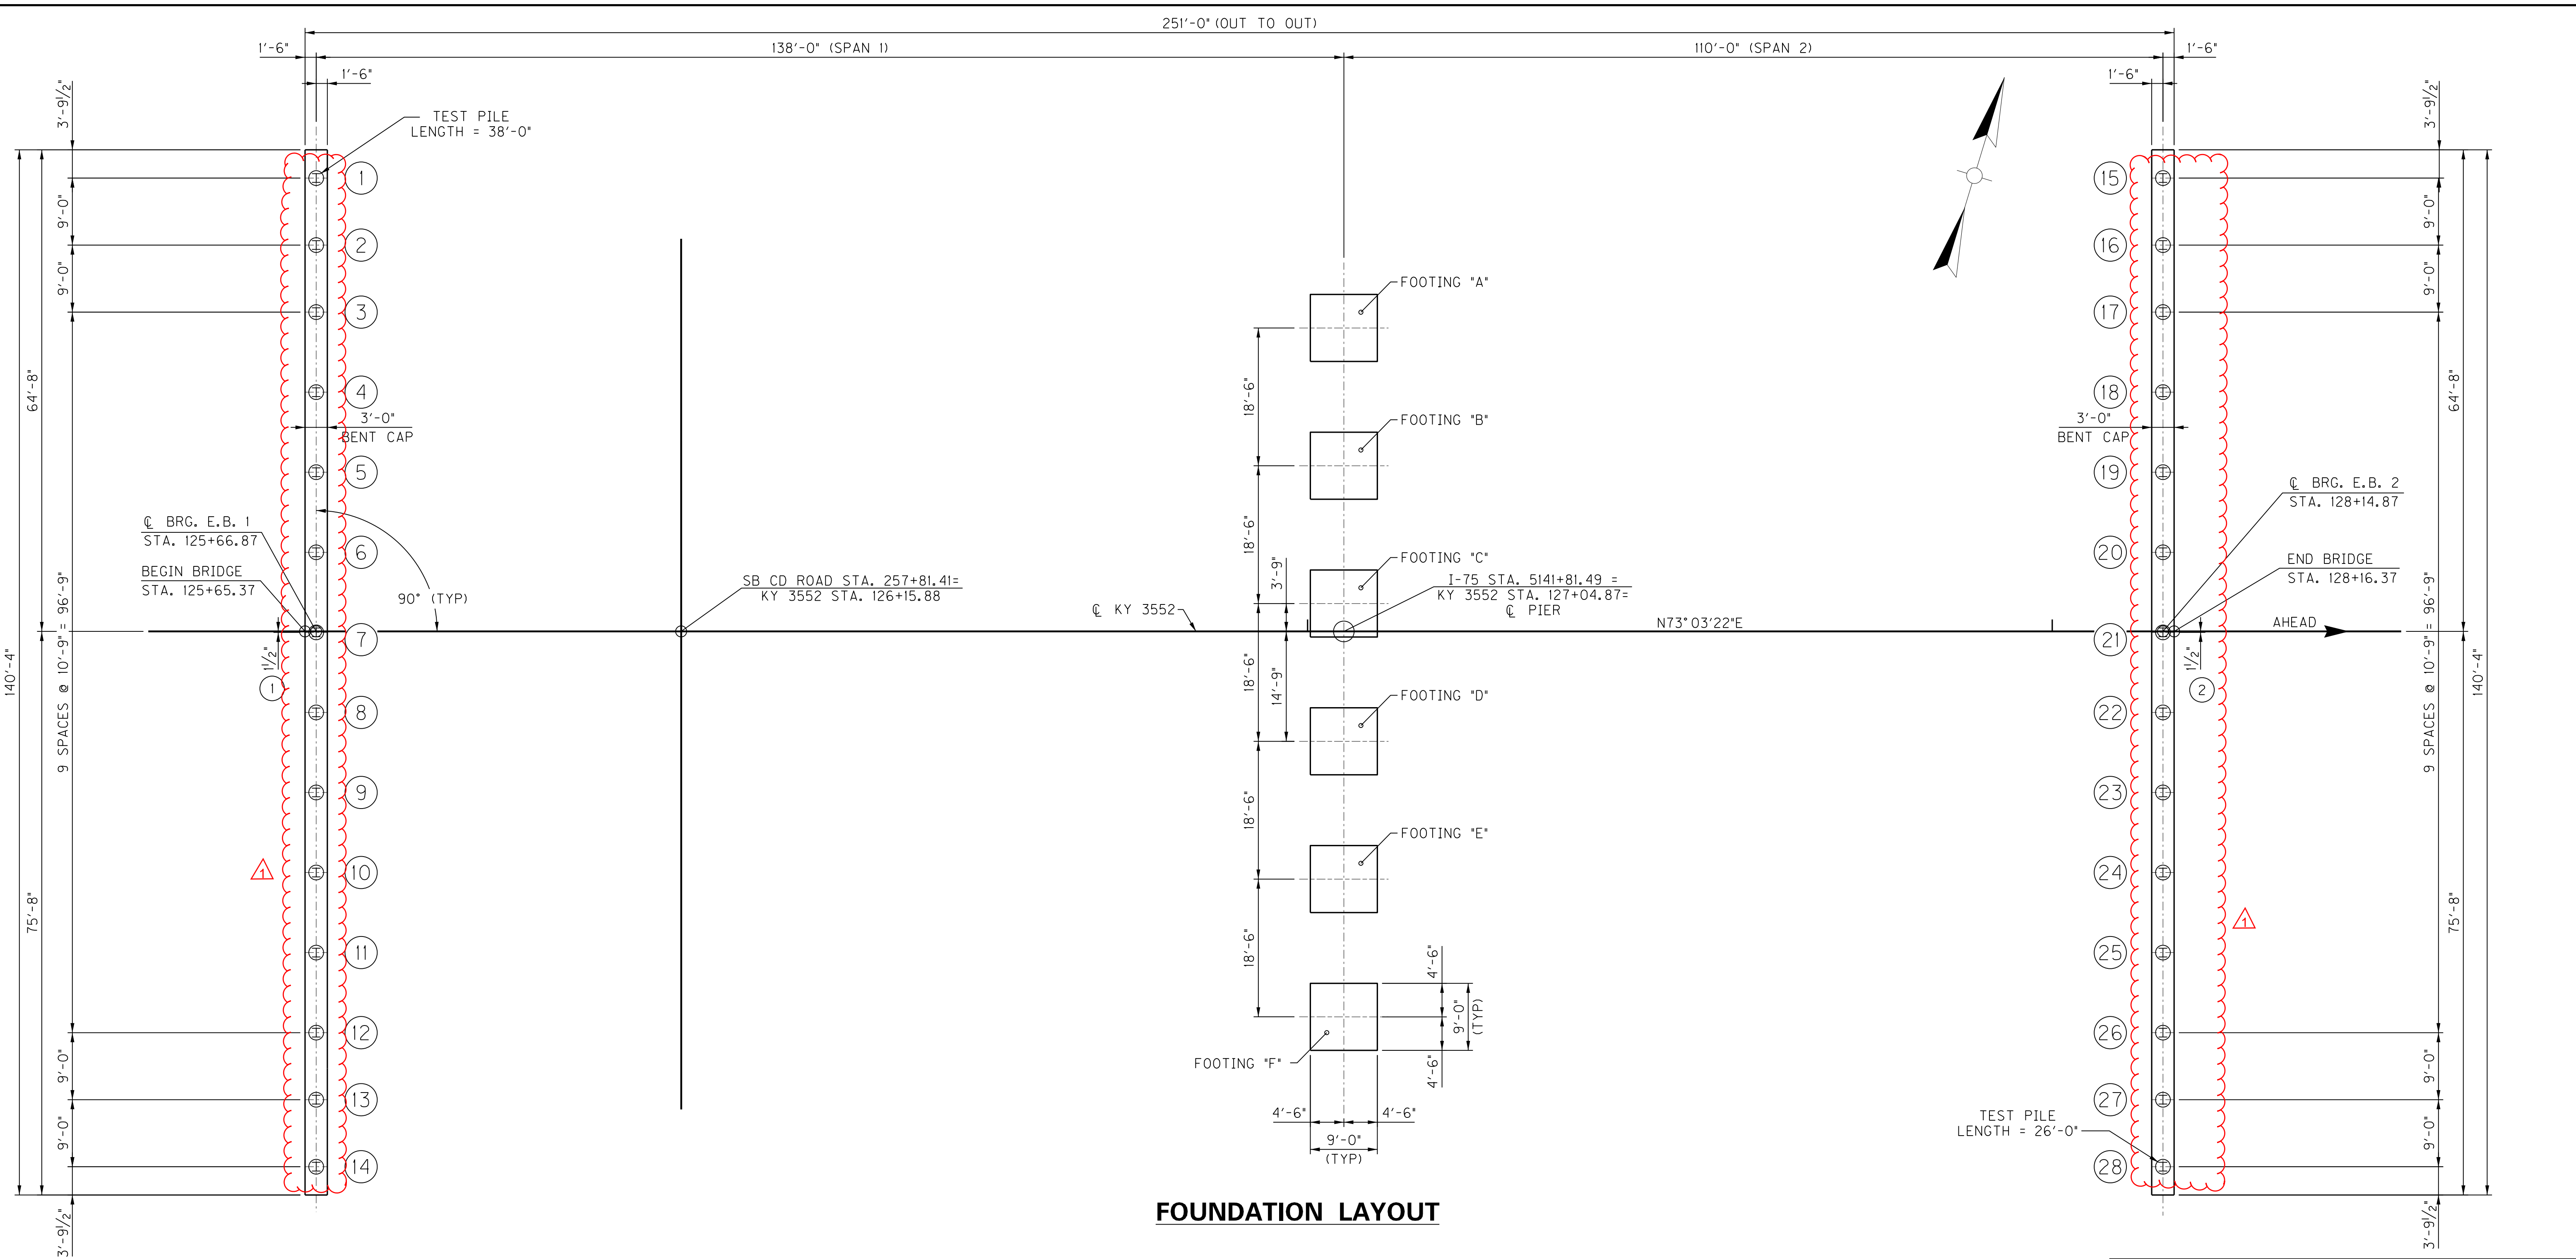 251'-0" (OUT TO OUT)
1'-6"
138'-0" (SPAN 1)
110'-0" (SPAN 2)
1'-6"
1'-6"
1'-6"
3'-9½"
3'-9½"
TEST PILE
LENGTH = 38'-0"
1
2
3
4
5
6
7
8
9
10
11
12
13
14
9'-0"
9'-0"
64'-8"
140'-4"
75'-8"
9 SPACES @ 10'-9" = 96'-9"
9'-0"
9'-0"
3'-9½"
3'-0"
BENT CAP
℄ BRG. E.B. 1
STA. 125+66.87
BEGIN BRIDGE
STA. 125+65.37
90° (TYP)
1½"
1
1
SB CD ROAD STA. 257+81.41=
KY 3552 STA. 126+15.88
℄ KY 3552
FOOTING "A"
18'-6"
FOOTING "B"
18'-6"
3'-9"
FOOTING "C"
I-75 STA. 5141+81.49 =
KY 3552 STA. 127+04.87=
℄ PIER
N73°03'22"E
18'-6"
14'-9"
FOOTING "D"
18'-6"
FOOTING "E"
18'-6"
FOOTING "F"
4'-6"
9'-0"
(TYP)
4'-6"
4'-6"
4'-6"
9'-0"
(TYP)
15
16
17
18
19
20
21
22
23
24
25
26
27
28
3'-0"
BENT CAP
℄ BRG. E.B. 2
STA. 128+14.87
END BRIDGE
STA. 128+16.37
AHEAD
1½"
2
1
9'-0"
9'-0"
64'-8"
9 SPACES @ 10'-9" = 96'-9"
140'-4"
75'-8"
9'-0"
9'-0"
3'-9½"
TEST PILE
LENGTH = 26'-0"
FOUNDATION LAYOUT